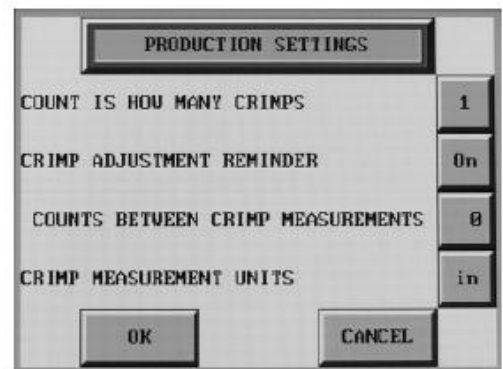 PRODUCTION SETTINGS
COUNT IS HOW MANY CRIMPS 1
CRIMP ADJUSTMENT REMINDER On
COUNTS BETWEEN CRIMP MEASUREMENTS 0
CRIMP MEASUREMENT UNITS in
OK CANCEL